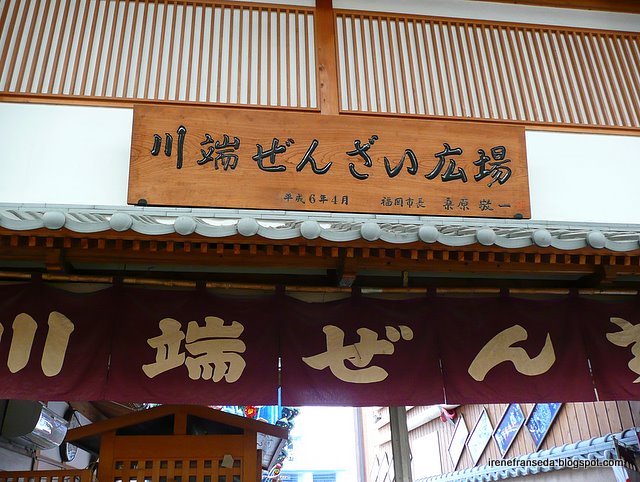 川端ぜんざい広場
平成6年4月 福岡市長 桑原 敬一
川端ぜんざ
irenefranseda.blogspot.com